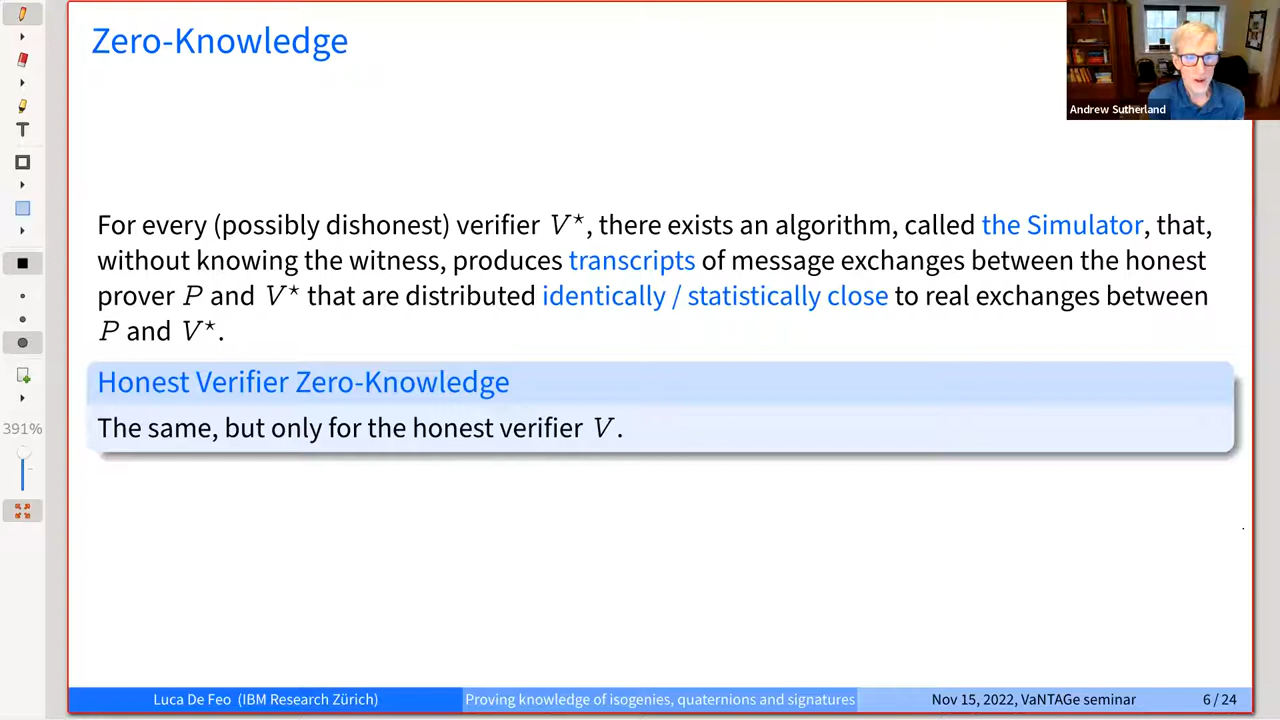 Zero-Knowledge
Andrew Sutherland
For every (possibly dishonest) verifier V⋆, there exists an algorithm, called the Simulator, that,
without knowing the witness, produces transcripts of message exchanges between the honest
prover P and V⋆ that are distributed identically / statistically close to real exchanges between
P and V⋆.
Honest Verifier Zero-Knowledge
The same, but only for the honest verifier V.
391%
Luca De Feo (IBM Research Zürich) Proving knowledge of isogenies, quaternions and signatures Nov 15, 2022, VaNTAGe seminar 6 / 24